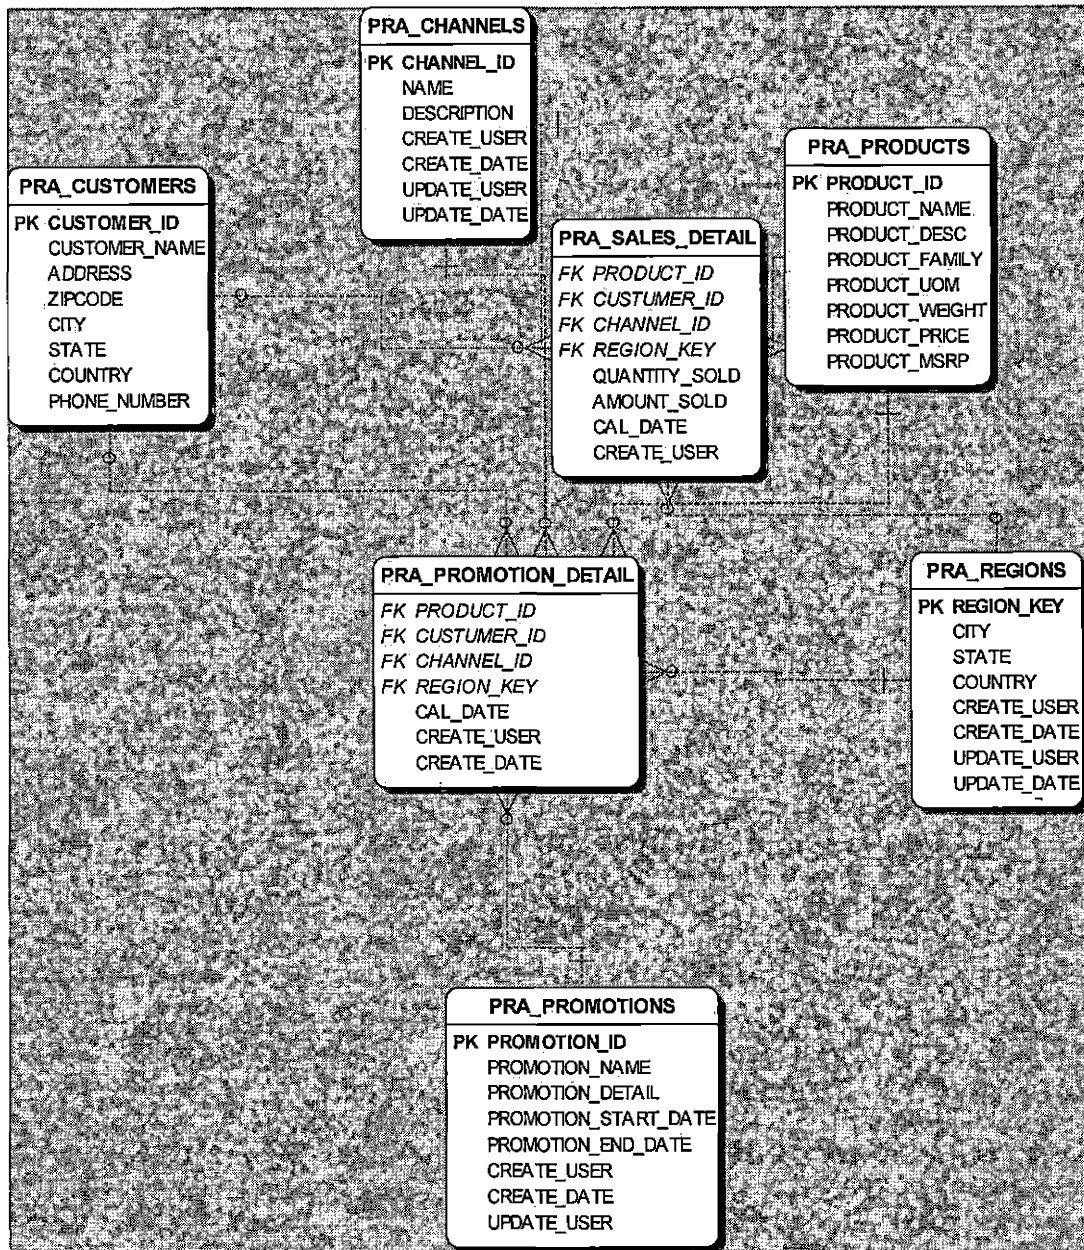 PRA_CHANNELS
PK CHANNEL_ID
NAME
DESCRIPTION
CREATE_USER
CREATE_DATE
UPDATE_USER
UPDATE_DATE
PRA_PRODUCTS
PK PRODUCT_ID
PRODUCT_NAME
PRODUCT_DESC
PRODUCT_FAMILY
PRODUCT_UOM
PRODUCT_WEIGHT
PRODUCT_PRICE
PRODUCT_MSRP
PRA_CUSTOMERS
PK CUSTOMER_ID
CUSTOMER_NAME
ADDRESS
ZIPCODE
CITY
STATE
COUNTRY
PHONE_NUMBER
PRA_SALES_DETAIL
FK PRODUCT_ID
FK CUSTUMER_ID
FK CHANNEL_ID
FK REGION_KEY
QUANTITY_SOLD
AMOUNT_SOLD
CAL_DATE
CREATE_USER
PRA_PROMOTION_DETAIL
FK PRODUCT_ID
FK CUSTUMER_ID
FK CHANNEL_ID
FK REGION_KEY
CAL_DATE
CREATE_USER
CREATE_DATE
PRA_REGIONS
PK REGION_KEY
CITY
STATE
COUNTRY
CREATE_USER
CREATE_DATE
UPDATE_USER
UPDATE_DATE
PRA_PROMOTIONS
PK PROMOTION_ID
PROMOTION_NAME
PROMOTION_DETAIL
PROMOTION_START_DATE
PROMOTION_END_DATE
CREATE_USER
CREATE_DATE
UPDATE_USER